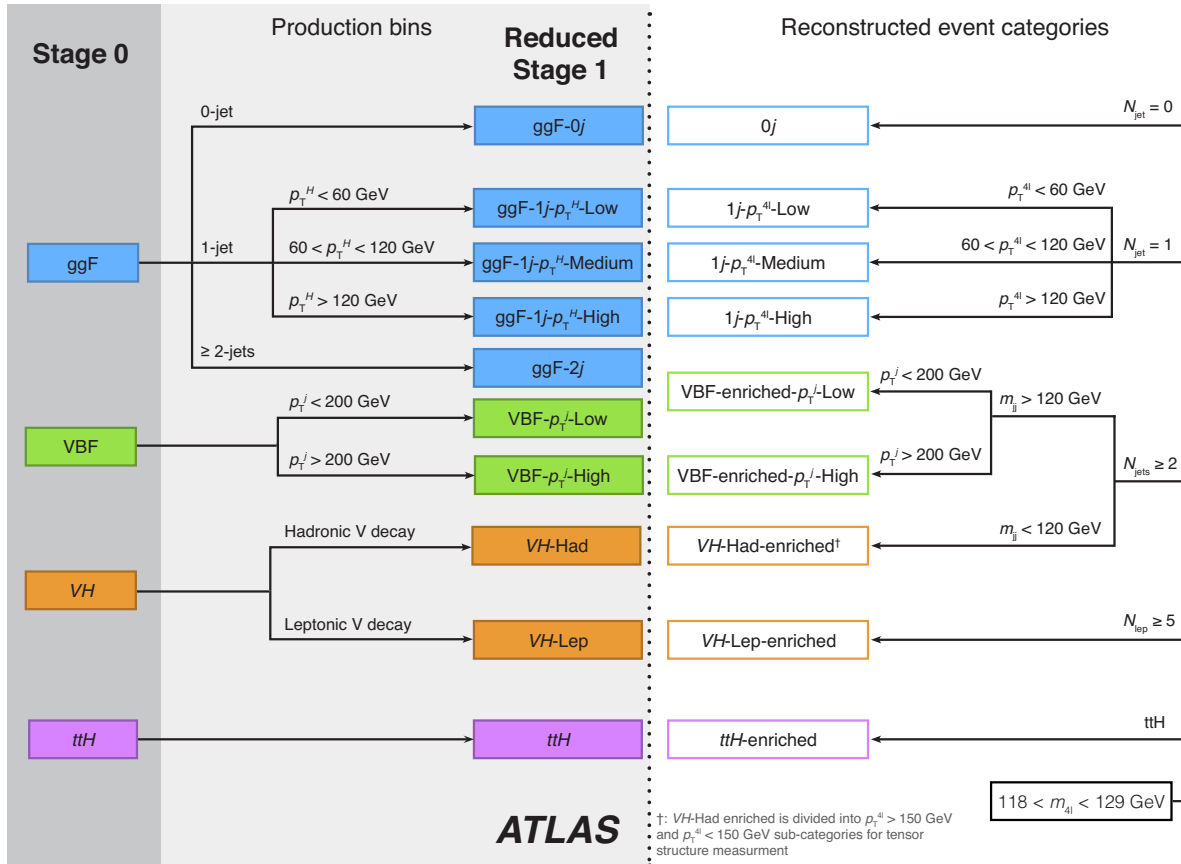 Production bins
Reconstructed event categories
Stage 0
Reduced
Stage 1
0-jet
ggF-0j
0j
N_jet = 0
p_T^H < 60 GeV
ggF-1j-p_T^H-Low
1j-p_T^4l-Low
p_T^4l < 60 GeV
ggF
1-jet
60 < p_T^H < 120 GeV
ggF-1j-p_T^H-Medium
1j-p_T^4l-Medium
60 < p_T^4l < 120 GeV
N_jet = 1
p_T^H > 120 GeV
ggF-1j-p_T^H-High
1j-p_T^4l-High
p_T^4l > 120 GeV
≥ 2-jets
ggF-2j
VBF-enriched-p_T^j-Low
p_T^j < 200 GeV
m_jj > 120 GeV
p_T^j < 200 GeV
VBF-p_T^j-Low
VBF
p_T^j > 200 GeV
VBF-p_T^j-High
VBF-enriched-p_T^j-High
p_T^j > 200 GeV
N_jets ≥ 2
Hadronic V decay
VH-Had
VH-Had-enriched†
m_jj < 120 GeV
VH
Leptonic V decay
VH-Lep
VH-Lep-enriched
N_lep ≥ 5
ttH
ttH
ttH-enriched
ttH
118 < m_4l < 129 GeV
ATLAS
†: VH-Had enriched is divided into p_T^4l > 150 GeV
and p_T^4l < 150 GeV sub-categories for tensor
structure measurment